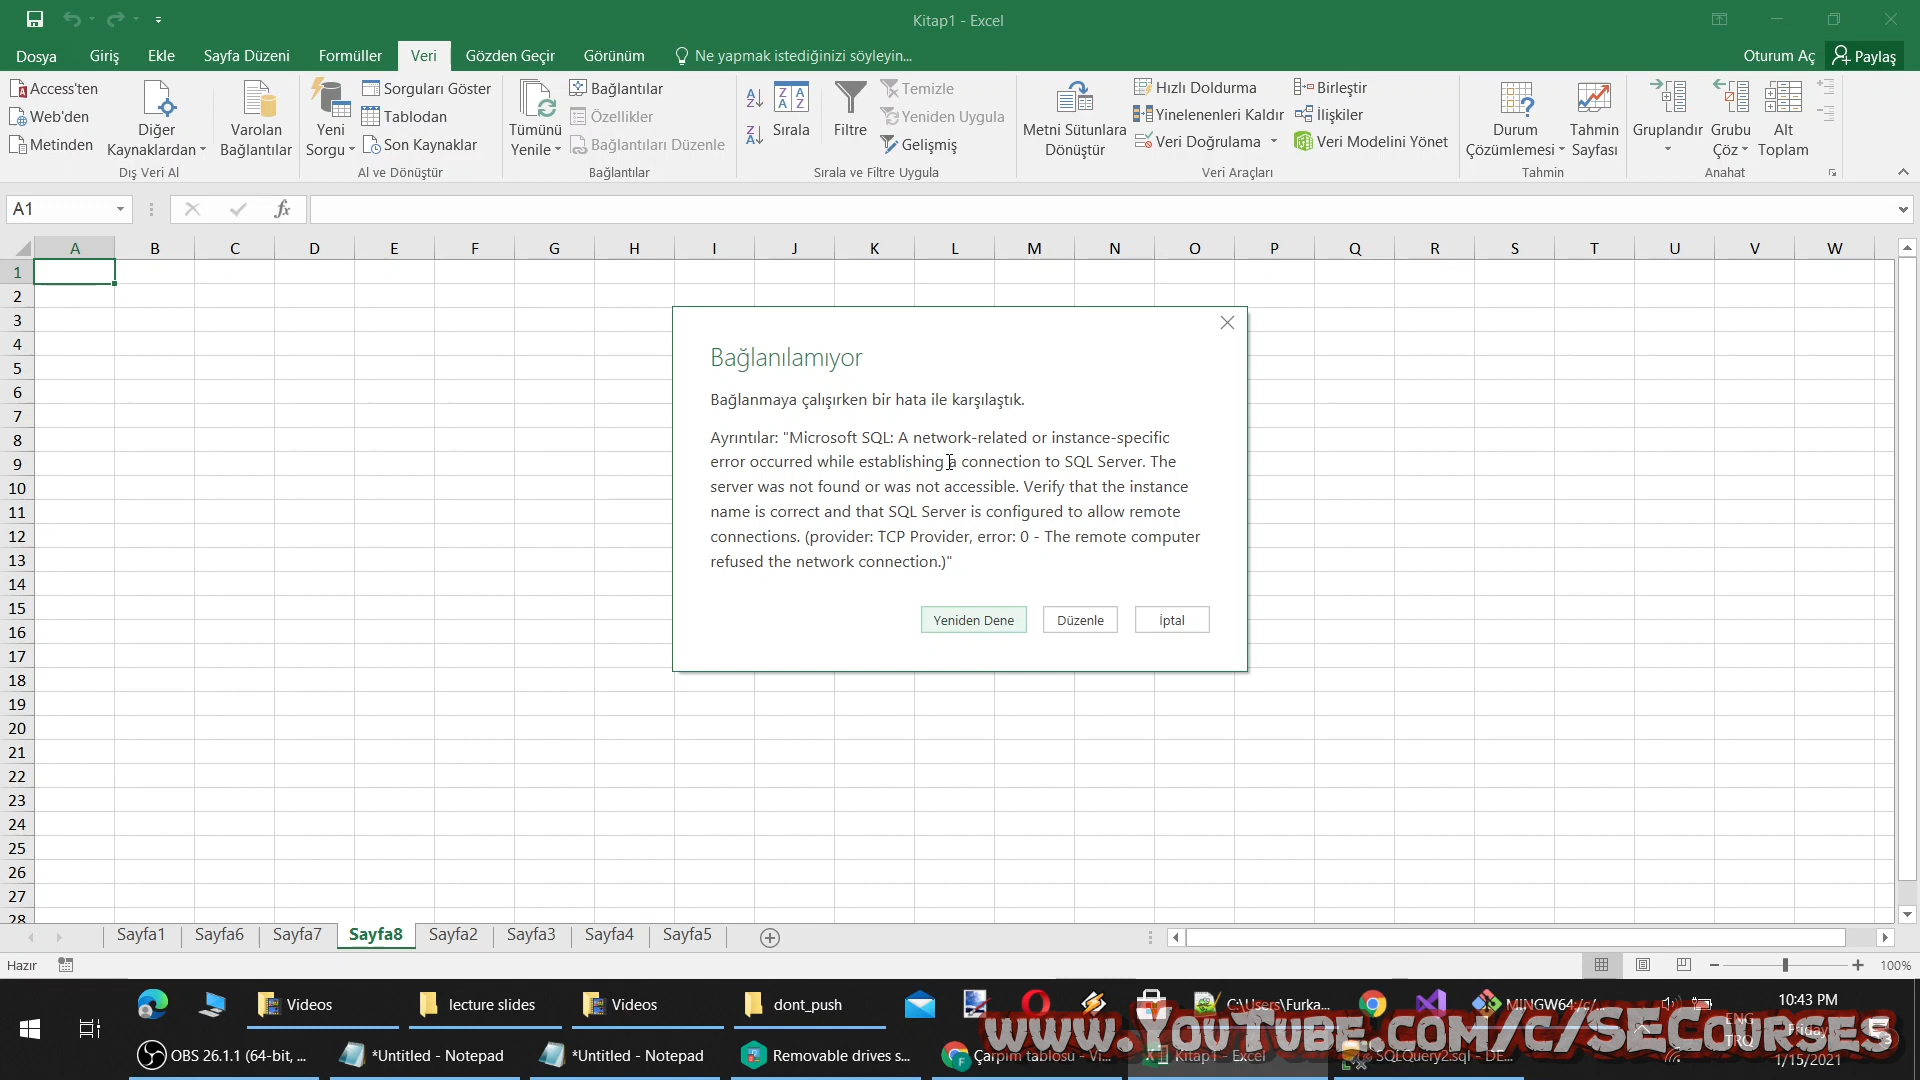 Kitap1 - Excel
Dosya Giriş Ekle Sayfa Düzeni Formüller Veri Gözden Geçir Görünüm Ne yapmak istediğinizi söyleyin... Oturum Aç Paylaş
Access'ten
Web'den
Metinden
Diğer
Kaynaklardan
Varolan
Bağlantılar
Dış Veri Al
Yeni
Sorgu
Sorguları Göster
Tablodan
Son Kaynaklar
Al ve Dönüştür
Tümünü
Yenile
Bağlantılar
Özellikler
Bağlantıları Düzenle
Bağlantılar
Sırala
Filtre
Temizle
Yeniden Uygula
Gelişmiş
Sırala ve Filtre Uygula
Metni Sütunlara
Dönüştür
Hızlı Doldurma
Yinelenenleri Kaldır
Veri Doğrulama
Birleştir
İlişkiler
Veri Modelini Yönet
Veri Araçları
Durum
Çözümlemesi
Tahmin
Sayfası
Tahmin
Gruplandır
Grubu
Çöz
Alt
Toplam
Anahat
A1
fx
A B C D E F G H I J K L M N O P Q R S T U V W
1
2
3
4
5
6
7
8
9
10
11
12
13
14
15
16
17
18
19
20
21
22
23
24
25
26
27
28
Bağlanılamıyor
Bağlanmaya çalışırken bir hata ile karşılaştık.
Ayrıntılar: "Microsoft SQL: A network-related or instance-specific
error occurred while establishing a connection to SQL Server. The
server was not found or was not accessible. Verify that the instance
name is correct and that SQL Server is configured to allow remote
connections. (provider: TCP Provider, error: 0 - The remote computer
refused the network connection.)"
Yeniden Dene Düzenle İptal
Sayfa1 Sayfa6 Sayfa7 Sayfa8 Sayfa2 Sayfa3 Sayfa4 Sayfa5
Hazır
100%
Videos lecture slides Videos dont_push C:\Users\Furka... MINGW64:/c/... 10:43 PM
ENG Friday
TRQ 1/15/2021
OBS 26.1.1 (64-bit, ... *Untitled - Notepad *Untitled - Notepad Removable drives s... Çarpım tablosu - Vi... Kitap1 - Excel SQLQuery2.sql - DE...
www.YouTube.com/c/SECourses